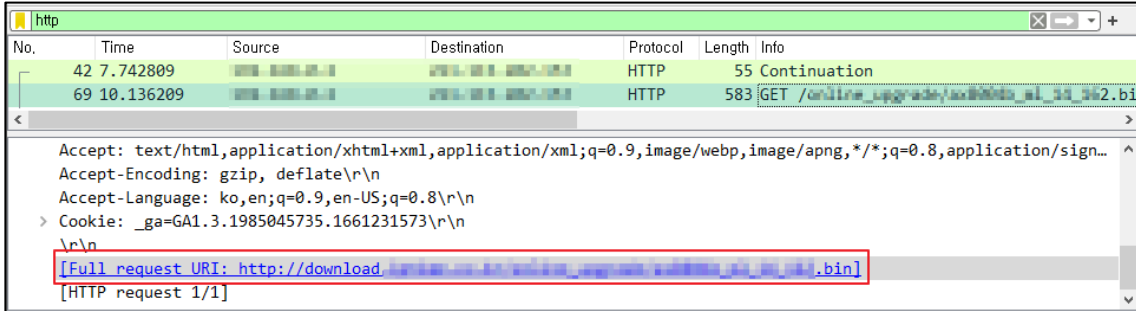 http
No. Time Source Destination Protocol Length Info
42 7.742809 HTTP 55 Continuation
69 10.136209 HTTP 583 GET / 2.bi
Accept: text/html,application/xhtml+xml,application/xml;q=0.9,image/webp,image/apng,*/*;q=0.8,application/sign…
Accept-Encoding: gzip, deflate\r\n
Accept-Language: ko,en;q=0.9,en-US;q=0.8\r\n
Cookie: _ga=GA1.3.1985045735.1661231573\r\n
\r\n
[Full request URI: http://download. .bin]
[HTTP request 1/1]